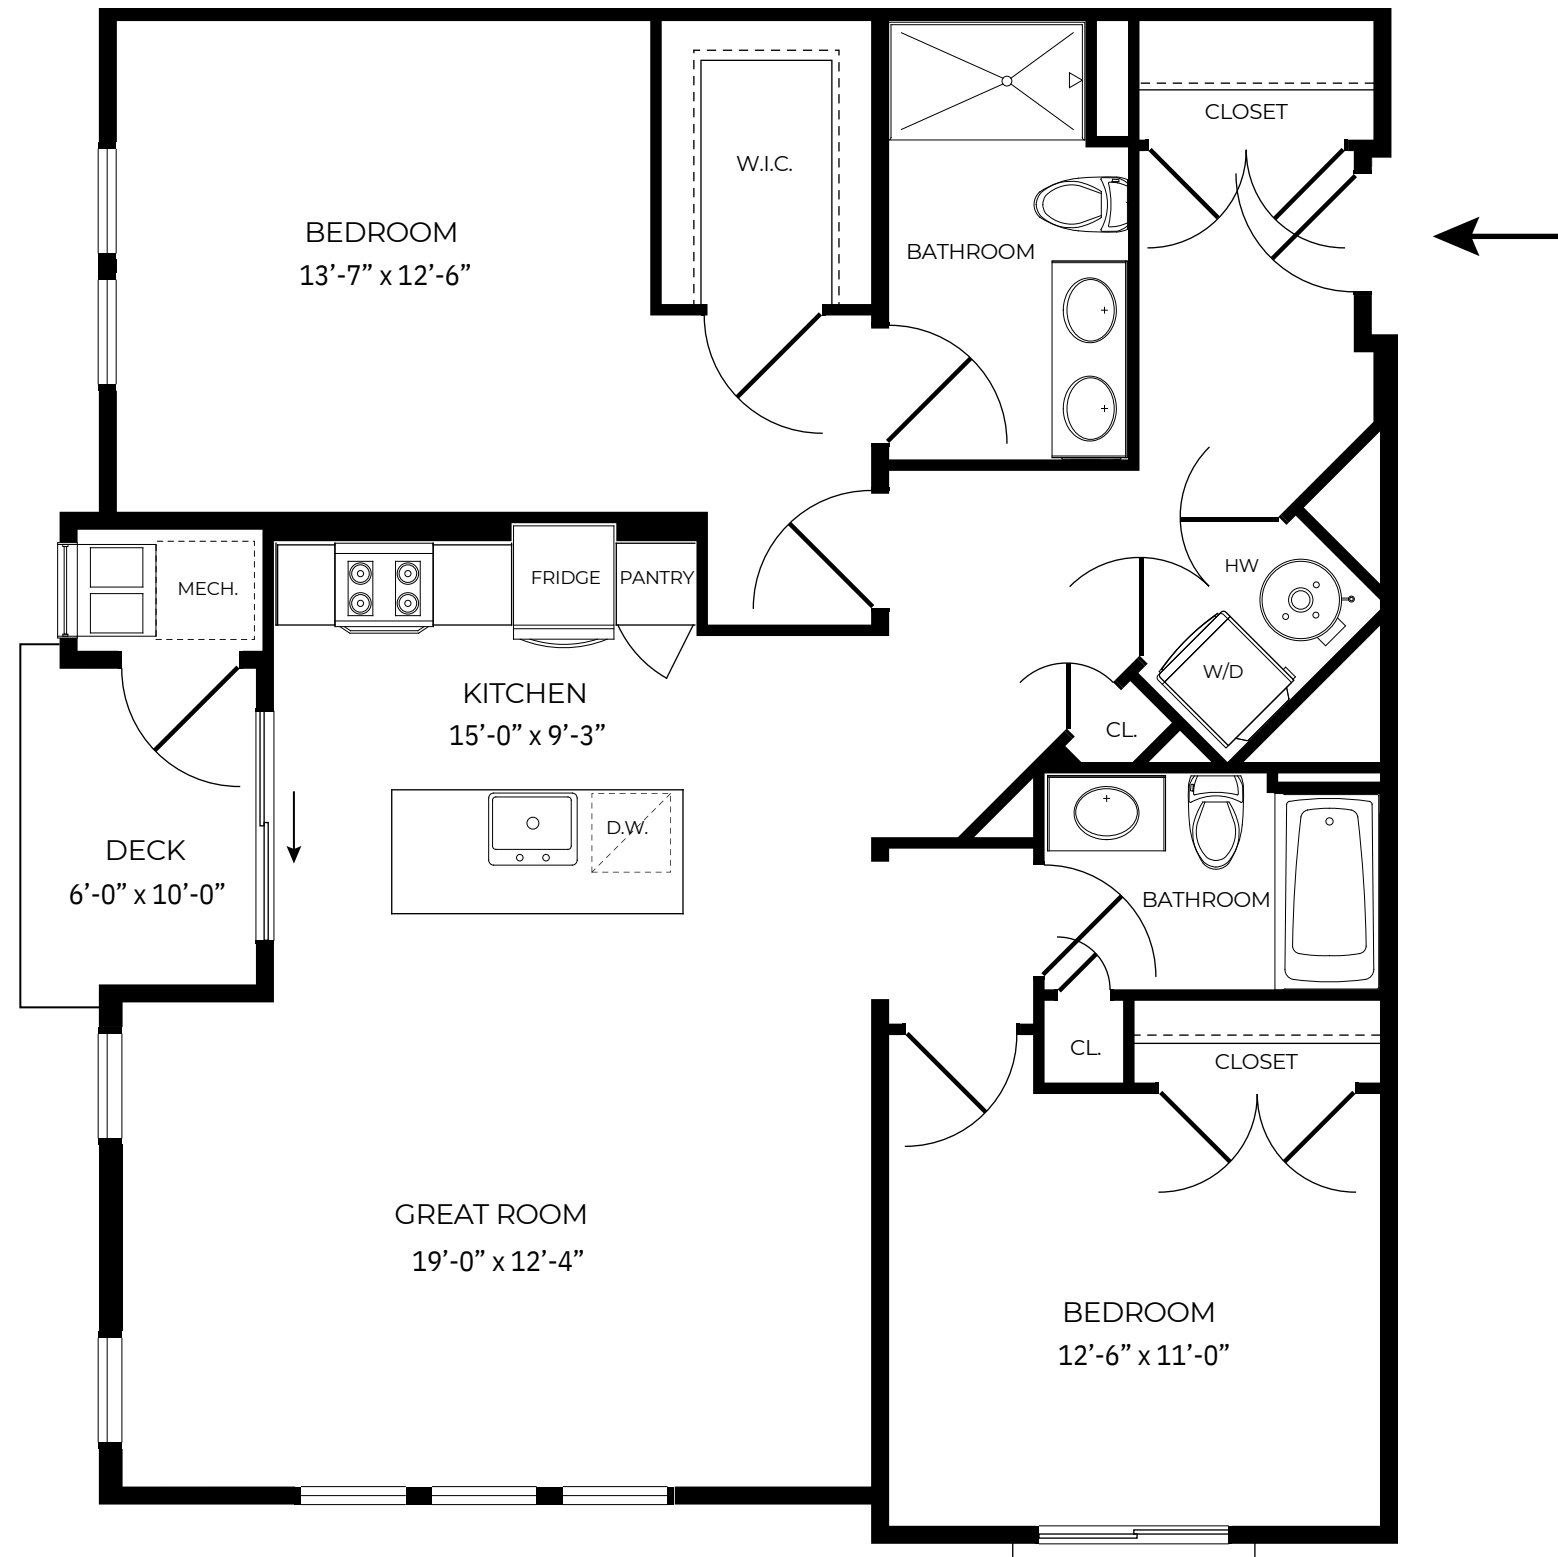 CLOSET
W.I.C.
BEDROOM
13’-7” x 12’-6”
BATHROOM
HW
FRIDGE
PANTRY
MECH.
W/D
KITCHEN
15’-0” x 9’-3”
CL.
D.W.
DECK
6’-0” x 10’-0”
BATHROOM
CL.
CLOSET
GREAT ROOM
19’-0” x 12’-4”
BEDROOM
12’-6” x 11’-0”